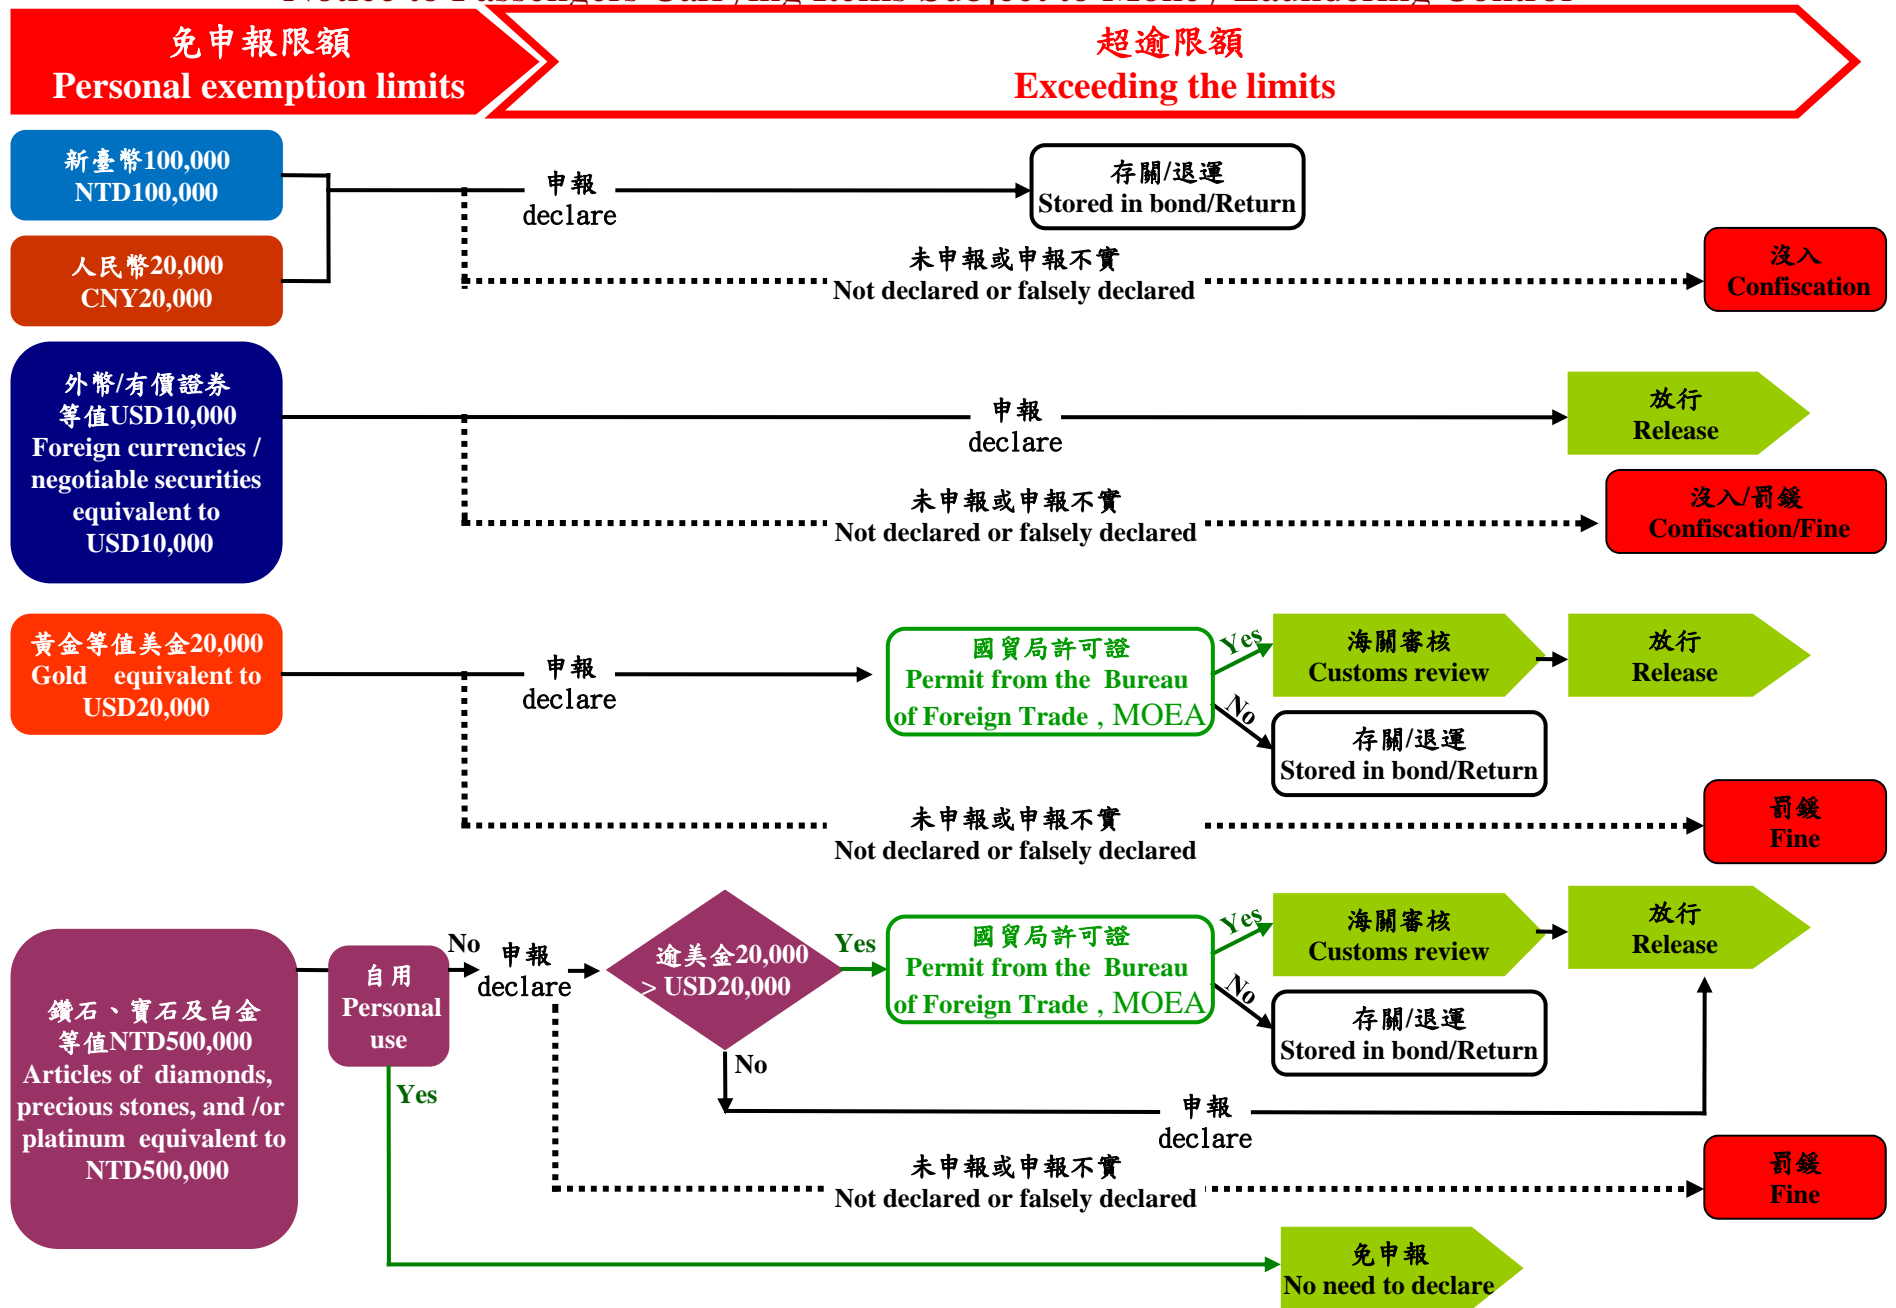 Notice to Passengers Carrying Items Subject to Money Laundering Control
免申報限額
Personal exemption limits
超逾限額
Exceeding the limits
新臺幣100,000
NTD100,000
申報
declare
存關/退運
Stored in bond/Return
人民幣20,000
CNY20,000
未申報或申報不實
Not declared or falsely declared
沒入
Confiscation
外幣/有價證券
等值USD10,000
Foreign currencies /
negotiable securities
equivalent to
USD10,000
申報
declare
放行
Release
未申報或申報不實
Not declared or falsely declared
沒入/罰鍰
Confiscation/Fine
黃金等值美金20,000
Gold equivalent to
USD20,000
申報
declare
國貿局許可證
Permit from the Bureau
of Foreign Trade , MOEA
Yes
海關審核
Customs review
放行
Release
No
存關/退運
Stored in bond/Return
未申報或申報不實
Not declared or falsely declared
罰鍰
Fine
鑽石、寶石及白金
等值NTD500,000
Articles of diamonds,
precious stones, and /or
platinum equivalent to
NTD500,000
自用
Personal
use
No
申報
declare
逾美金20,000
> USD20,000
Yes
國貿局許可證
Permit from the Bureau
of Foreign Trade , MOEA
Yes
海關審核
Customs review
放行
Release
No
存關/退運
Stored in bond/Return
No
申報
declare
未申報或申報不實
Not declared or falsely declared
罰鍰
Fine
Yes
免申報
No need to declare